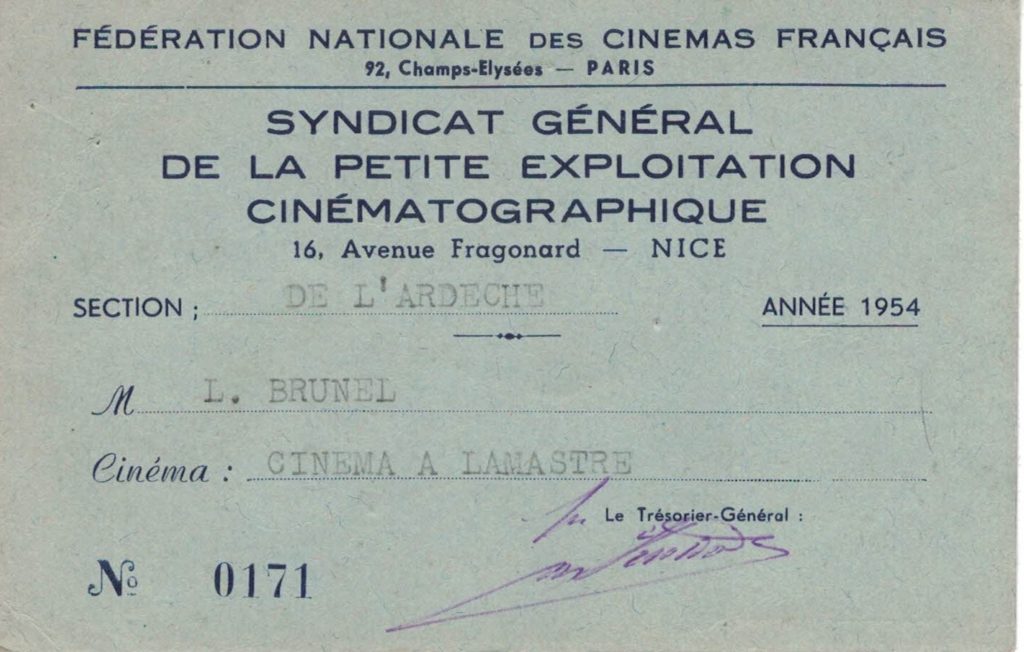 FÉDÉRATION NATIONALE DES CINEMAS FRANÇAIS
92, Champs-Elysées — PARIS
SYNDICAT GÉNÉRAL
DE LA PETITE EXPLOITATION
CINÉMATOGRAPHIQUE
16, Avenue Fragonard — NICE
SECTION ; DE L'ARDECHE ANNÉE 1954
M L. BRUNEL
Cinéma : CINEMA A LAMASTRE
Le Trésorier-Général :
No 0171